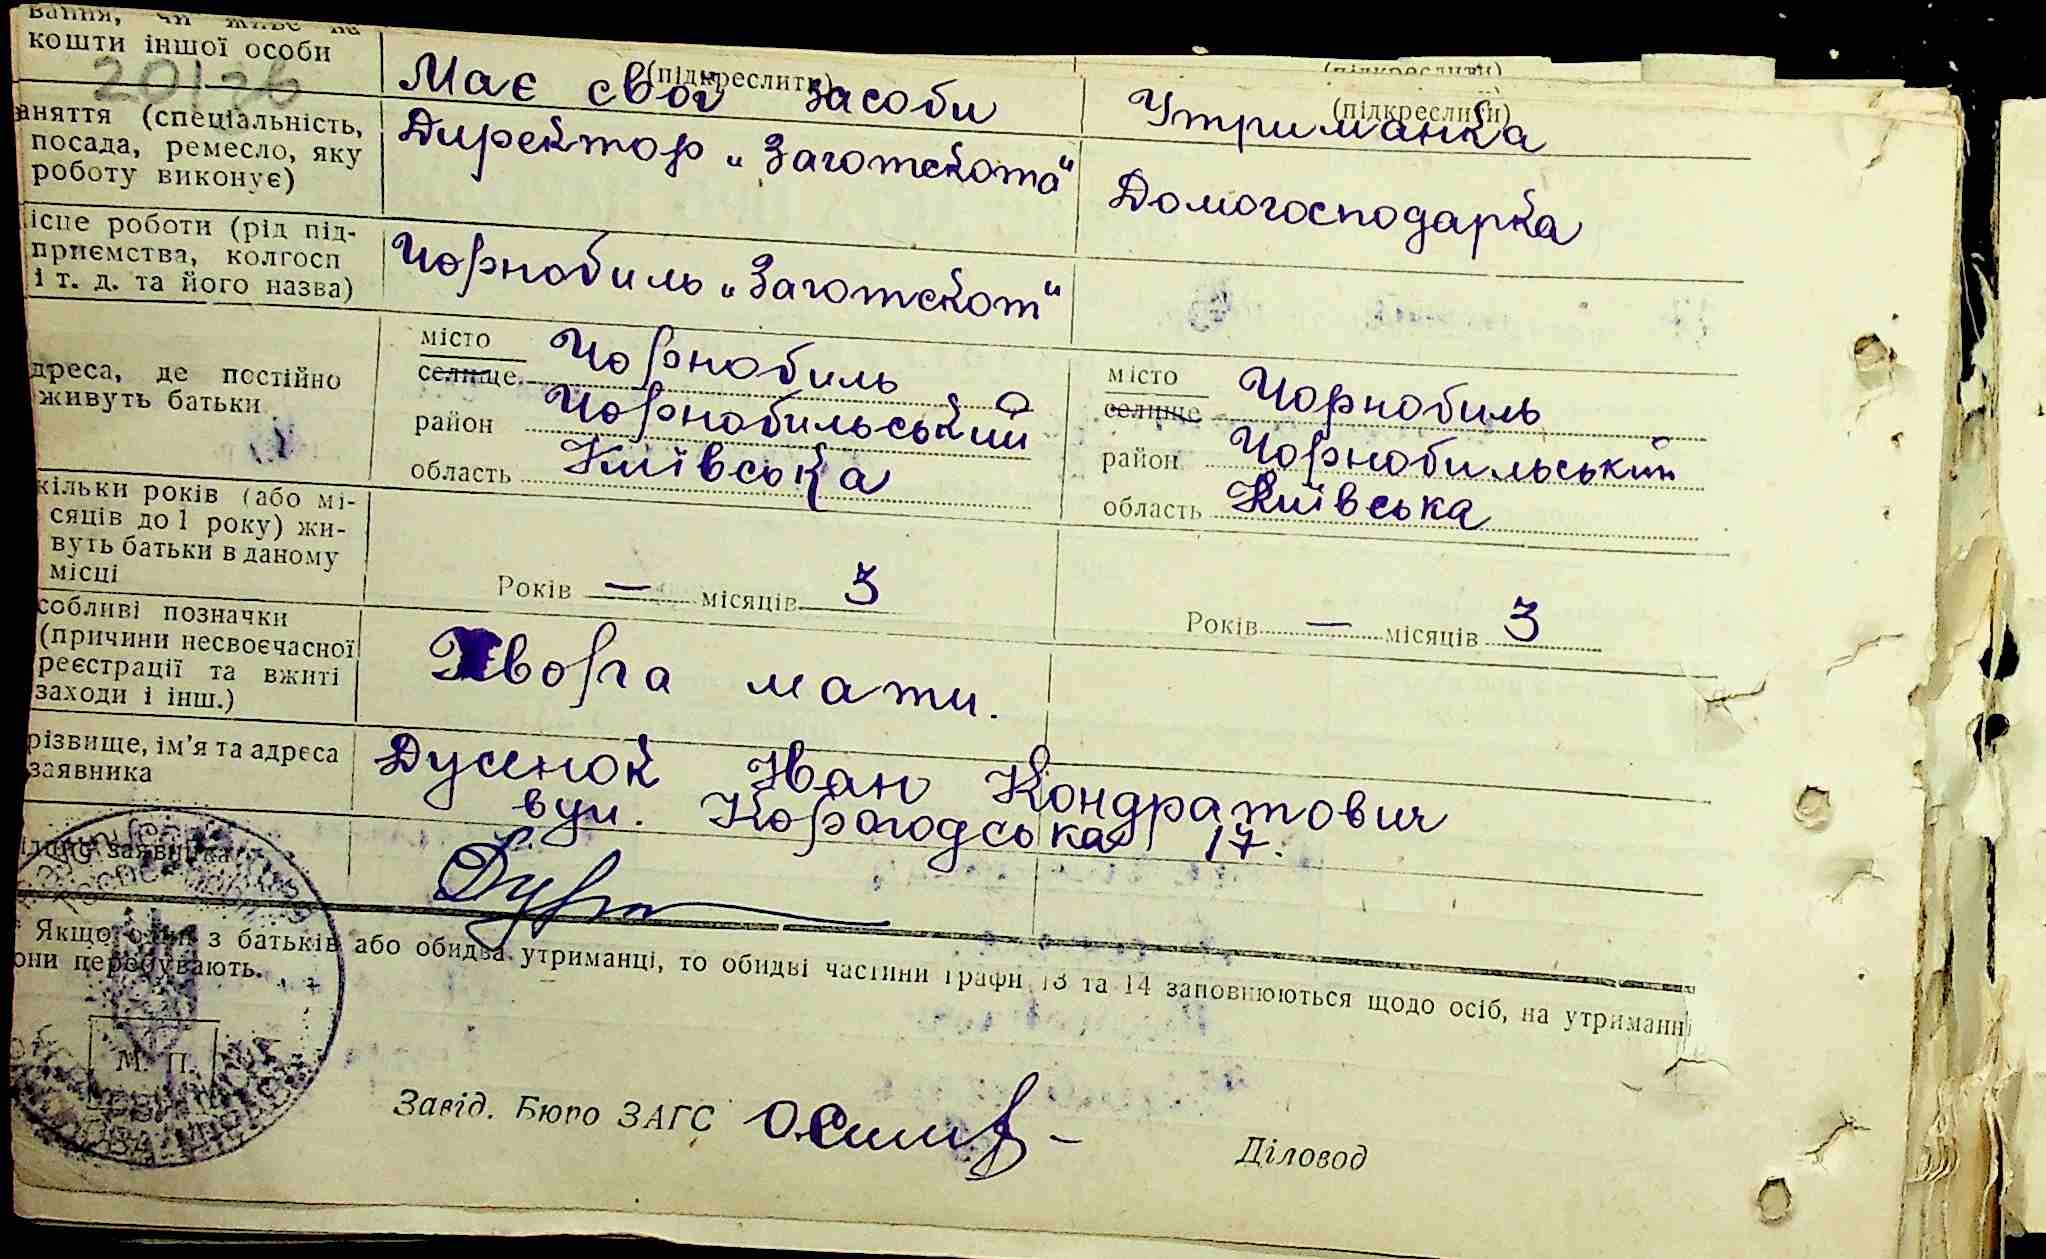 вання, чи живе на
кошти іншої особи
(підкреслити)
(підкреслити)
(підкреслити)
20/26
Має свої засоби
Утриманка
аняття (спеціальність,
посада, ремесло, яку
роботу виконує)
Директор „Заготскота"
Домогосподарка
ісце роботи (рід під-
приємства, колгосп
і т. д. та його назва)
Чорнобиль „Заготскот"
дреса, де постійно
живуть батьки
місто Чорнобиль
селище
район Чорнобильський
область Київська
місто Чорнобиль
селище
район Чорнобильський
область Київська
кільки років (або мі-
сяців до 1 року) жи-
вуть батьки в даному
місці
Років — місяців 3
Років — місяців 3
собливі позначки
(причини несвоєчасної
реєстрації та вжиті
заходи і інш.)
Хвора мати.
різвище, ім'я та адреса
заявника
Дусенок Іван Кондратович
вул. Корогодська 17.
ідпис заявника
Якщо один з батьків або обидва утриманці, то обидві частини графи 13 та 14 заповнюються щодо осіб, на утриманні
они перебувають.
М. П.
Завід. Бюро ЗАГС
Діловод